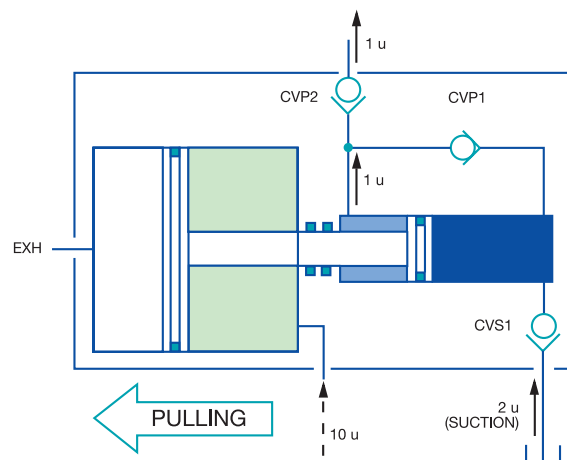 1 u
CVP2
CVP1
1 u
EXH
CVS1
PULLING
10 u
2 u
(SUCTION)